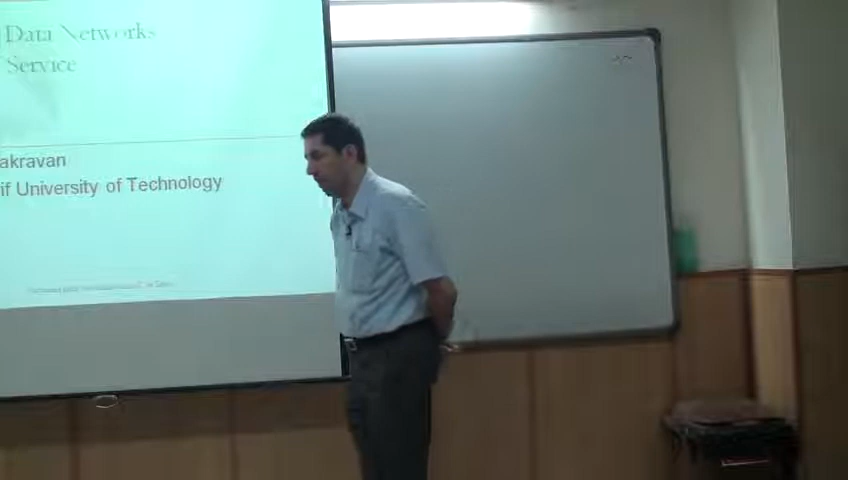 Data Networks
Service
akravan
if University of Technology